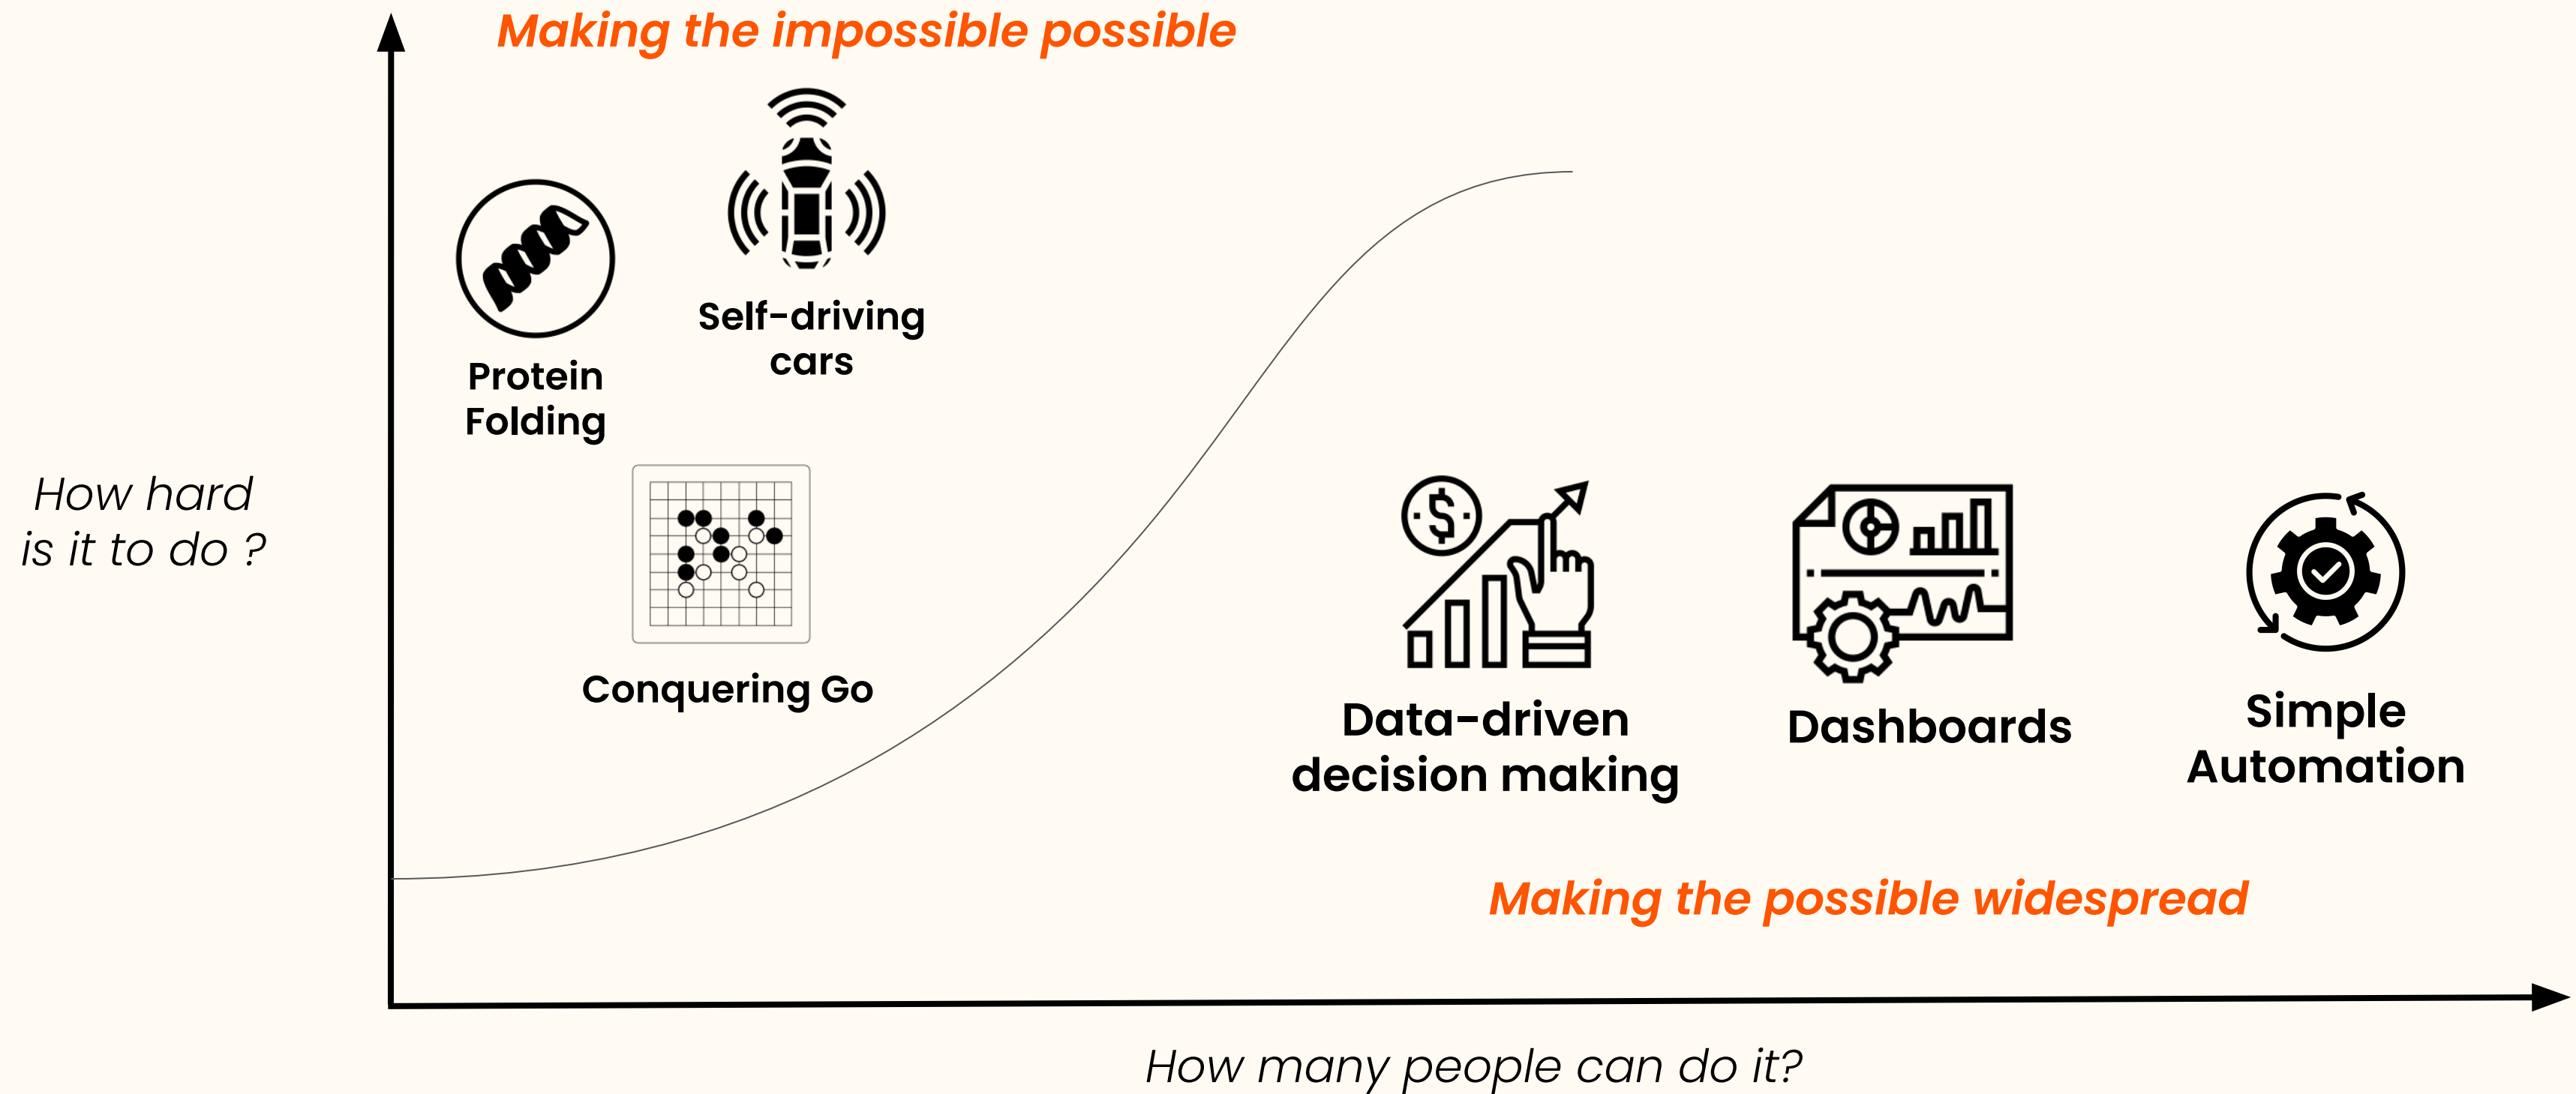 Making the impossible possible
Self-driving
cars
Protein
Folding
How hard
is it to do ?
$
Conquering Go
Data-driven
decision making
Dashboards
Simple
Automation
Making the possible widespread
How many people can do it?